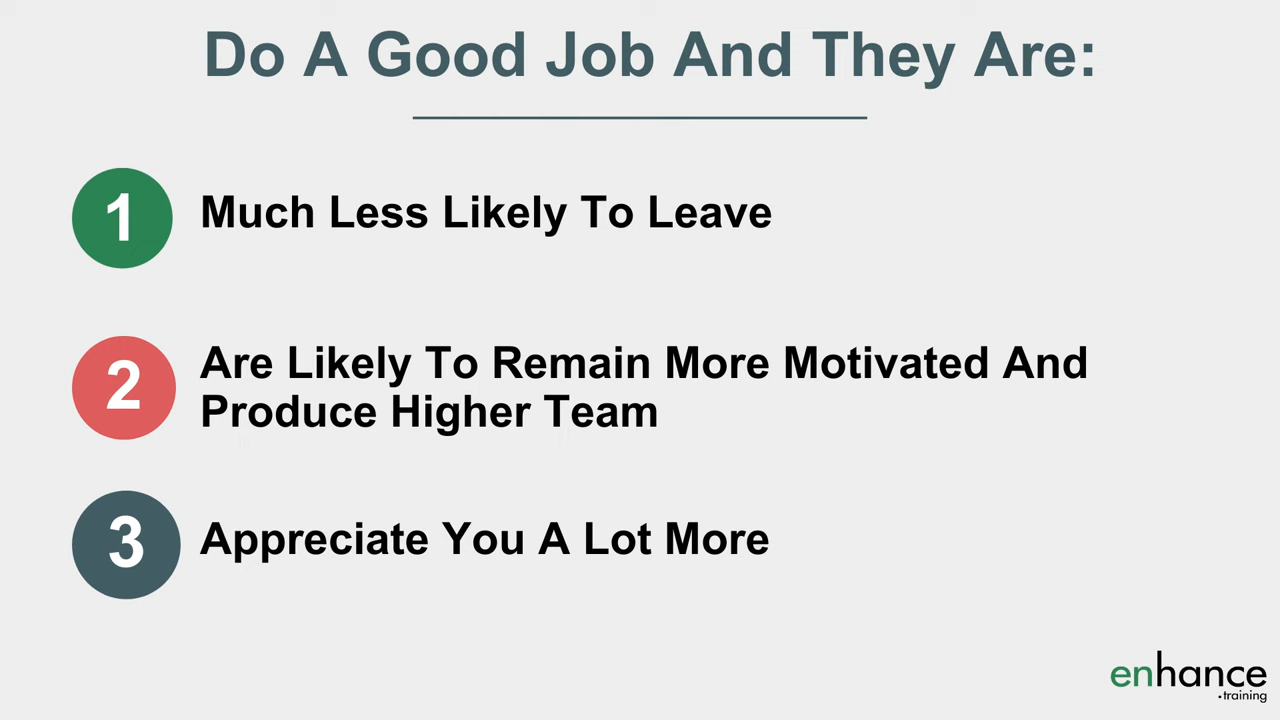 Do A Good Job And They Are:
1
Much Less Likely To Leave
2
Are Likely To Remain More Motivated And
Produce Higher Team
3
Appreciate You A Lot More
enhance
.training